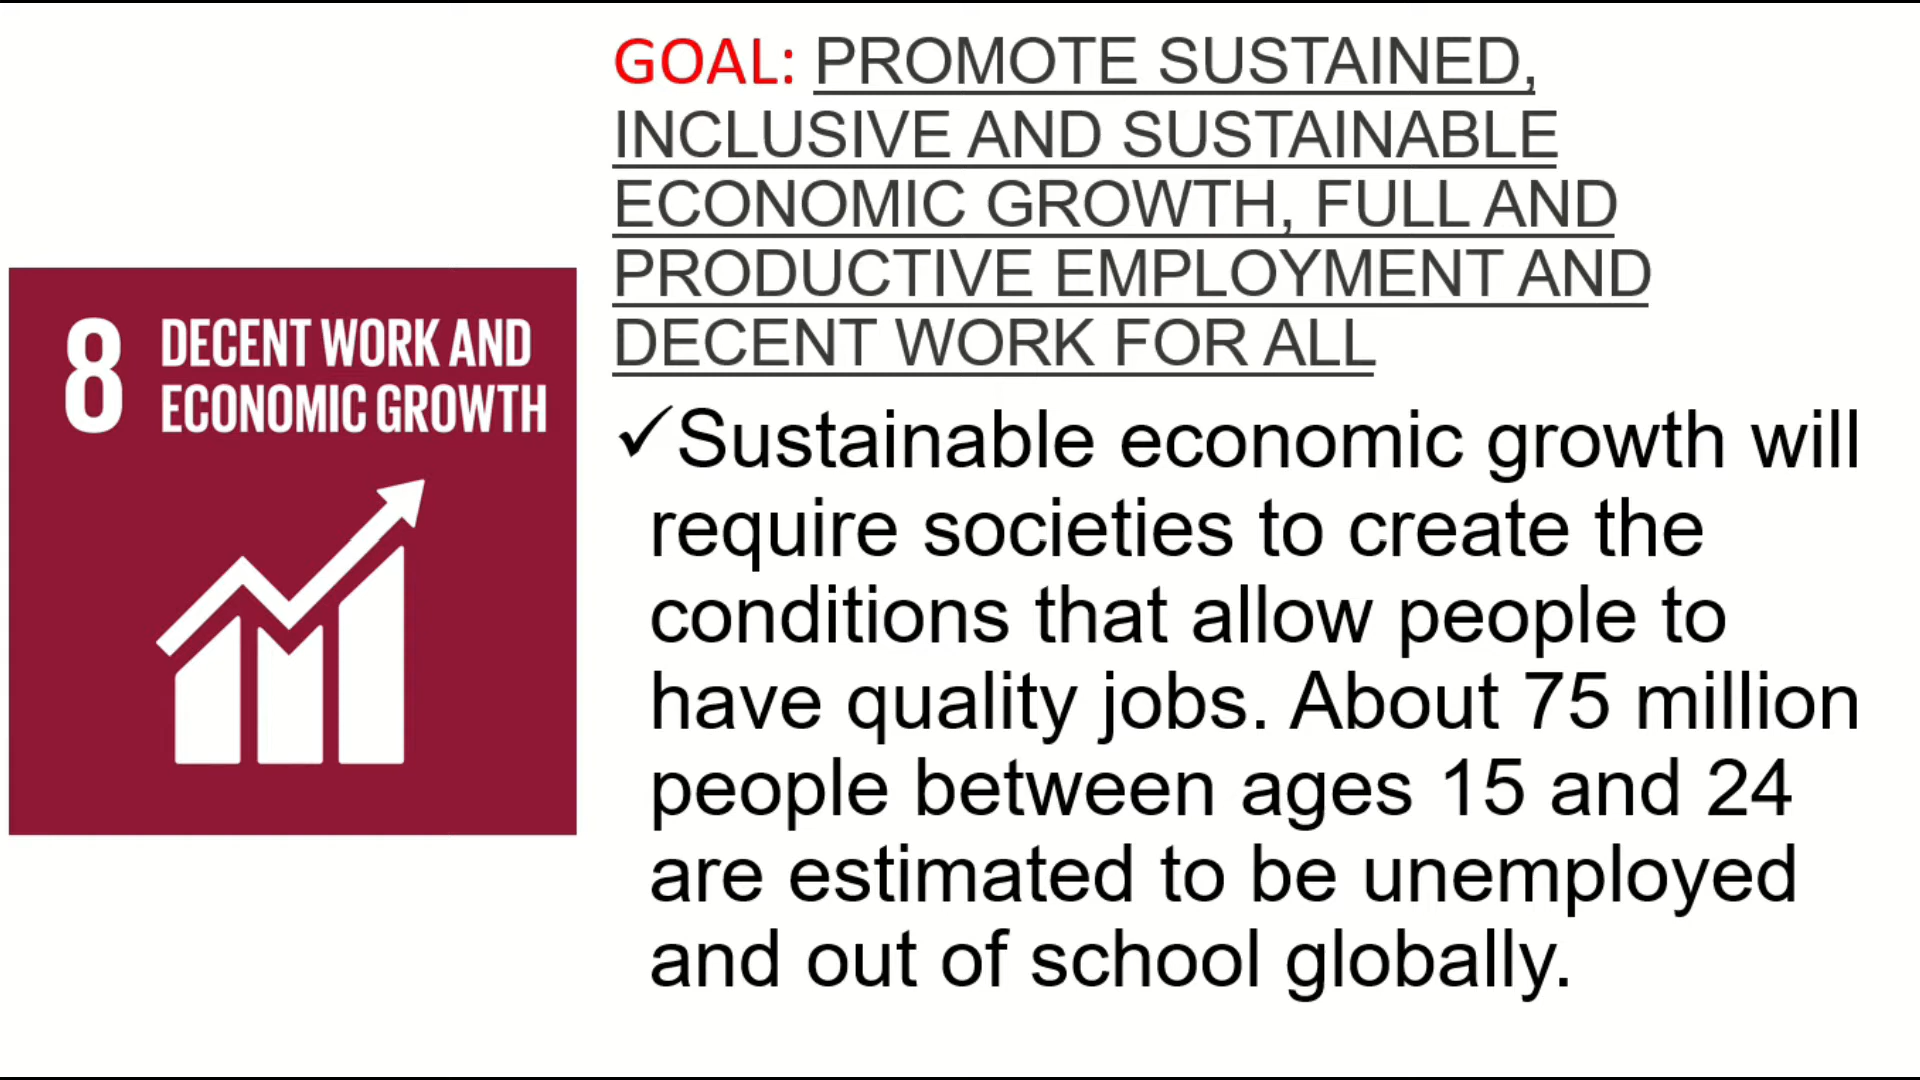 GOAL: PROMOTE SUSTAINED,
INCLUSIVE AND SUSTAINABLE
ECONOMIC GROWTH, FULL AND
PRODUCTIVE EMPLOYMENT AND
DECENT WORK FOR ALL
8 DECENT WORK AND
ECONOMIC GROWTH
✓Sustainable economic growth will
require societies to create the
conditions that allow people to
have quality jobs. About 75 million
people between ages 15 and 24
are estimated to be unemployed
and out of school globally.